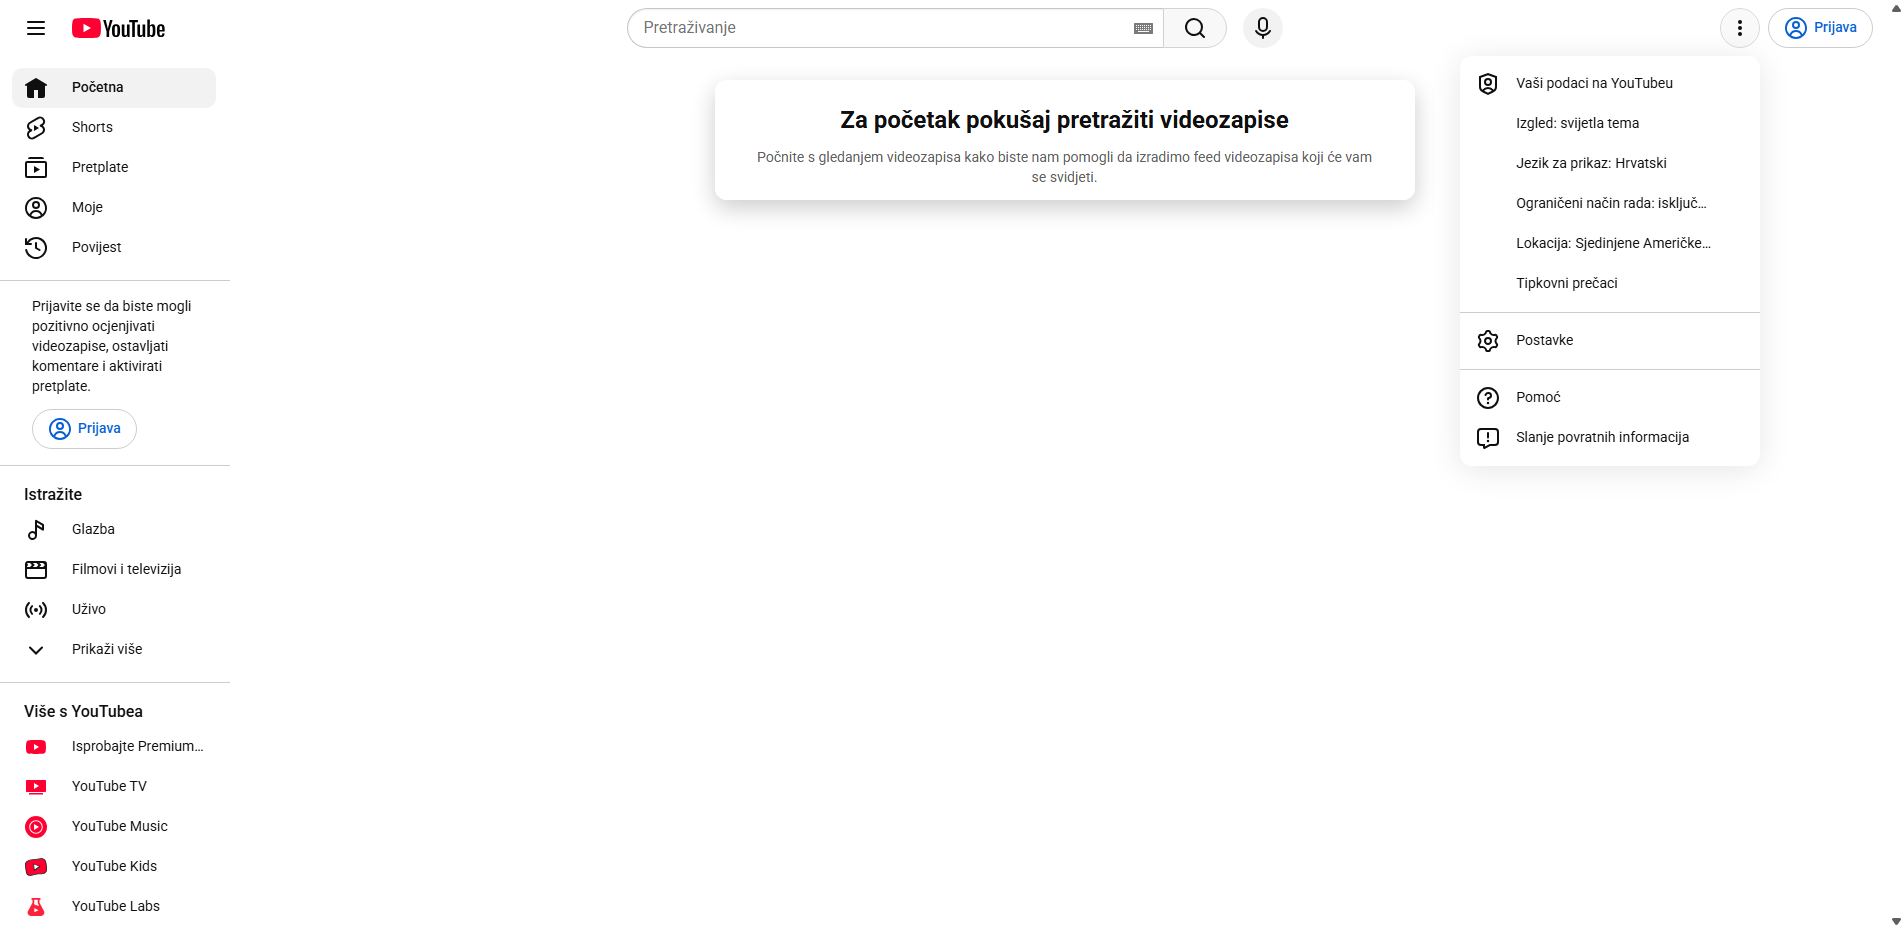 YouTube
Pretraživanje
Prijava
Početna
Shorts
Pretplate
Moje
Povijest
Prijavite se da biste mogli
pozitivno ocjenjivati
videozapise, ostavljati
komentare i aktivirati
pretplate.
Prijava
Istražite
Glazba
Filmovi i televizija
Uživo
Prikaži više
Više s YouTubea
Isprobajte Premium...
YouTube TV
YouTube Music
YouTube Kids
YouTube Labs
Za početak pokušaj pretražiti videozapise
Počnite s gledanjem videozapisa kako biste nam pomogli da izradimo feed videozapisa koji će vam
se svidjeti.
Vaši podaci na YouTubeu
Izgled: svijetla tema
Jezik za prikaz: Hrvatski
Ograničeni način rada: isključ...
Lokacija: Sjedinjene Američke...
Tipkovni prečaci
Postavke
Pomoć
Slanje povratnih informacija